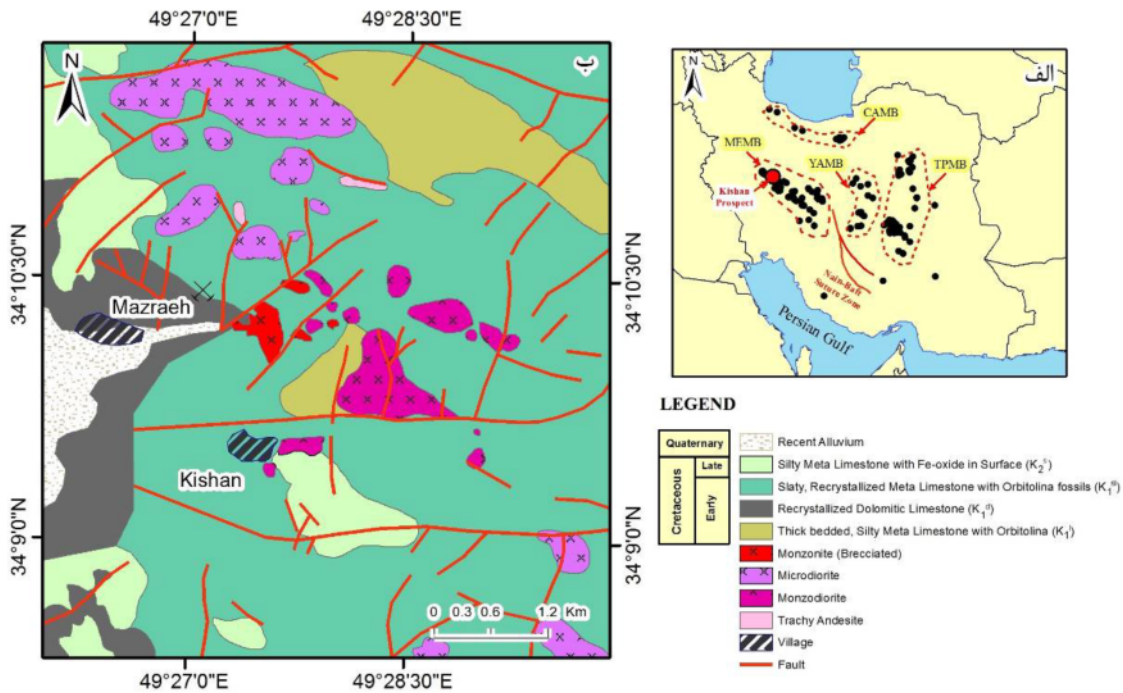 49°27'0"E
49°28'30"E
N
ب
34°10'30"N
34°10'30"N
Mazraeh
Kishan
34°9'0"N
34°9'0"N
0 0.3 0.6 1.2 Km
49°27'0"E
49°28'30"E
N
الف
CAMB
MEMB
YAMB
TPMB
Kishan
Prospect
Nain-Baft
Suture Zone
Persian Gulf
LEGEND
Quaternary
Cretaceous
Late
Early
Recent Alluvium
Silty Meta Limestone with Fe-oxide in Surface (K₂ˢ)
Slaty, Recrystallized Meta Limestone with Orbitolina fossils (K₁ᵐ)
Recrystallized Dolomitic Limestone (K₁ᵈ)
Thick bedded, Silty Meta Limestone with Orbitolina (K₁ˡ)
Monzonite (Brecciated)
Microdiorite
Monzodiorite
Trachy Andesite
Village
Fault